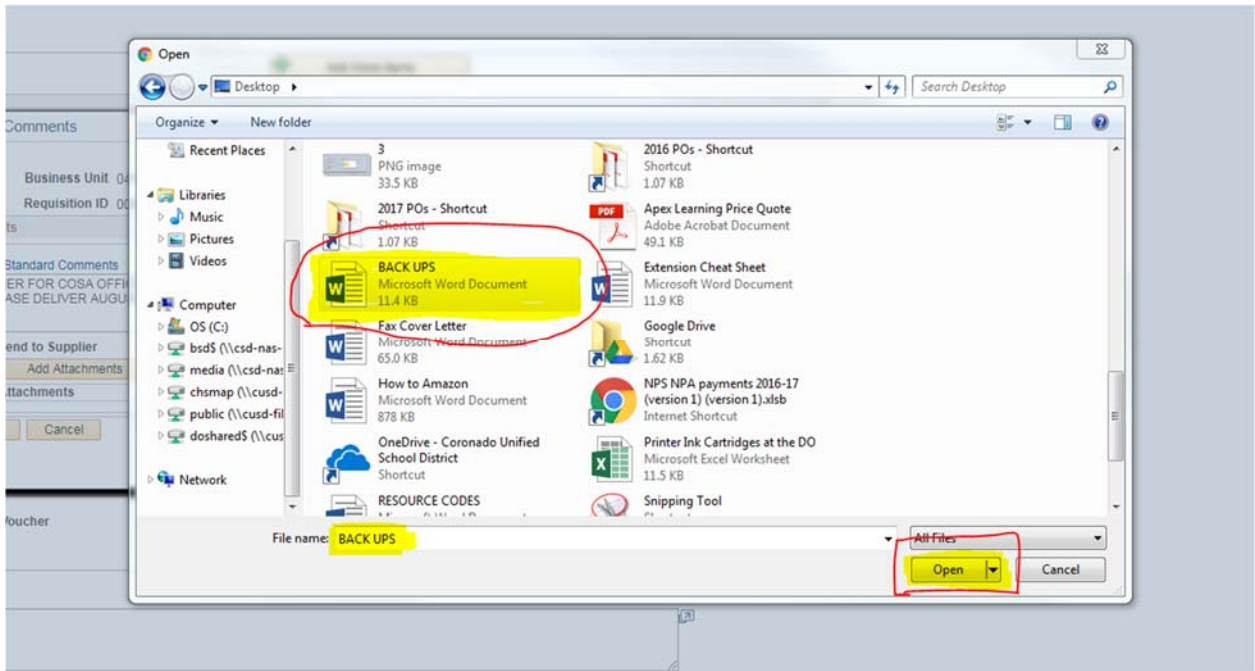 Open
Desktop
Search Desktop
Organize
New folder
Comments
Business Unit 04
Requisition ID 00
ts
Standard Comments
ER FOR COSA OFFI
ASE DELIVER AUGU
end to Supplier
Add Attachments
ttachments
Cancel
Voucher
Recent Places
Libraries
Music
Pictures
Videos
Computer
OS (C:)
bsd$ (\\csd-nas-
media (\\csd-nas
chsmap (\\cusd-
public (\\cusd-fil
doshared$ (\\cus
Network
3
PNG image
33.5 KB
2017 POs - Shortcut
Shortcut
1.07 KB
BACK UPS
Microsoft Word Document
11.4 KB
Fax Cover Letter
Microsoft Word Document
65.0 KB
How to Amazon
Microsoft Word Document
878 KB
OneDrive - Coronado Unified
School District
Shortcut
RESOURCE CODES
2016 POs - Shortcut
Shortcut
1.07 KB
PDF
Apex Learning Price Quote
Adobe Acrobat Document
49.1 KB
Extension Cheat Sheet
Microsoft Word Document
11.9 KB
Google Drive
Shortcut
1.62 KB
NPS NPA payments 2016-17
(version 1) (version 1).xlsb
Internet Shortcut
Printer Ink Cartridges at the DO
Microsoft Excel Worksheet
11.5 KB
Snipping Tool
File name: BACK UPS
All Files
Open
Cancel